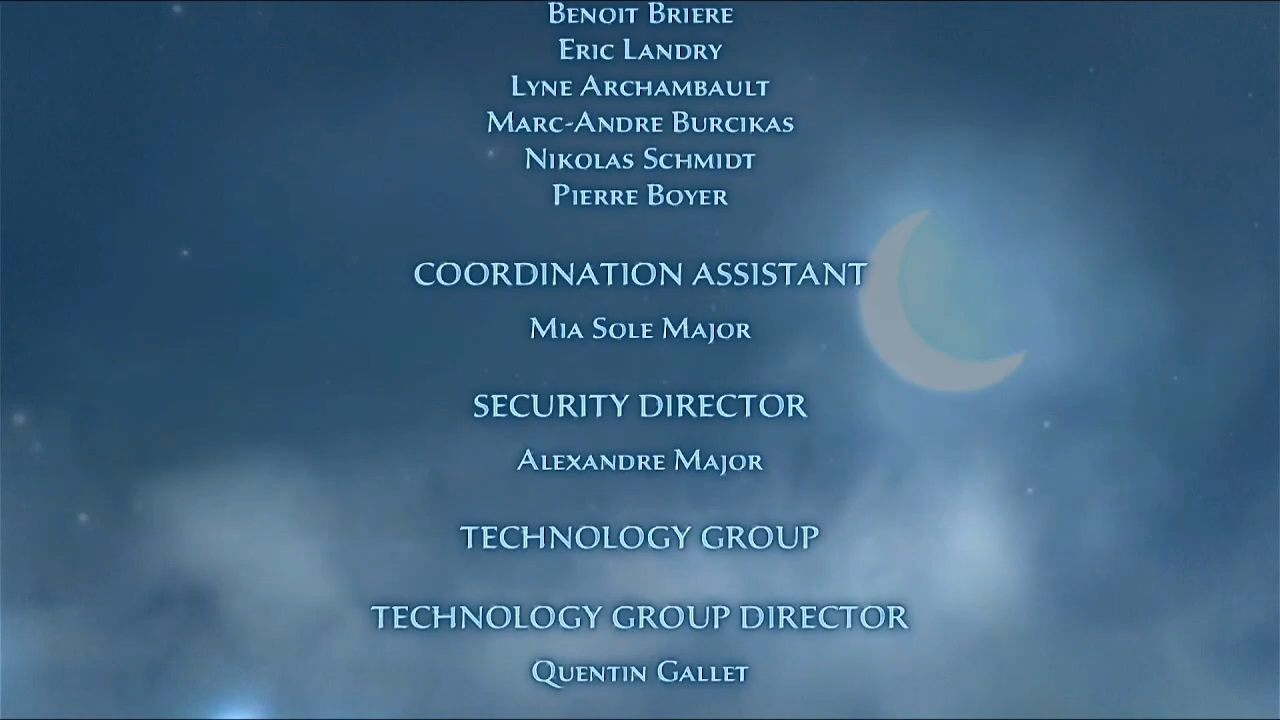 Benoit Briere
Eric Landry
Lyne Archambault
Marc-Andre Burcikas
Nikolas Schmidt
Pierre Boyer
COORDINATION ASSISTANT
Mia Sole Major
SECURITY DIRECTOR
Alexandre Major
TECHNOLOGY GROUP
TECHNOLOGY GROUP DIRECTOR
Quentin Gallet